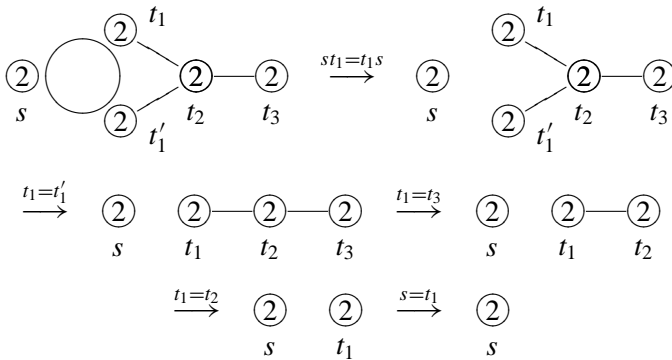 ② t₁ ② t₁
② ② ② st₁=t₁s ② ② ②
s t₂ t₃ s t₂ t₃
② t₁′ ② t₁′
t₁=t₁′ ② ② ② ② t₁=t₃ ② ② ②
s t₁ t₂ t₃ s t₁ t₂
t₁=t₂ ② ② s=t₁ ②
s t₁ s